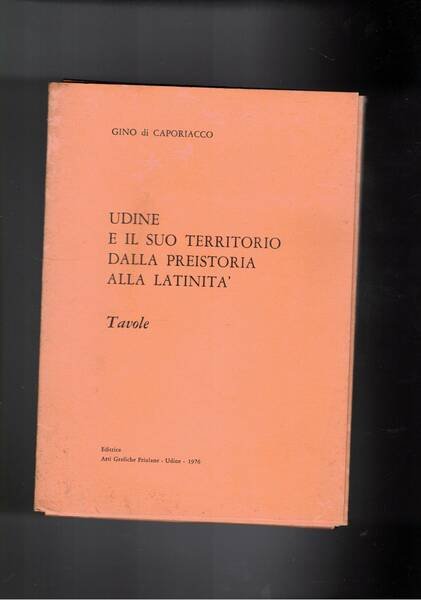 GINO di CAPORIACCO
UDINE
E IL SUO TERRITORIO
DALLA PREISTORIA
ALLA LATINITA'
Tavole
Editrice
Arti Grafiche Friulane - Udine - 1976